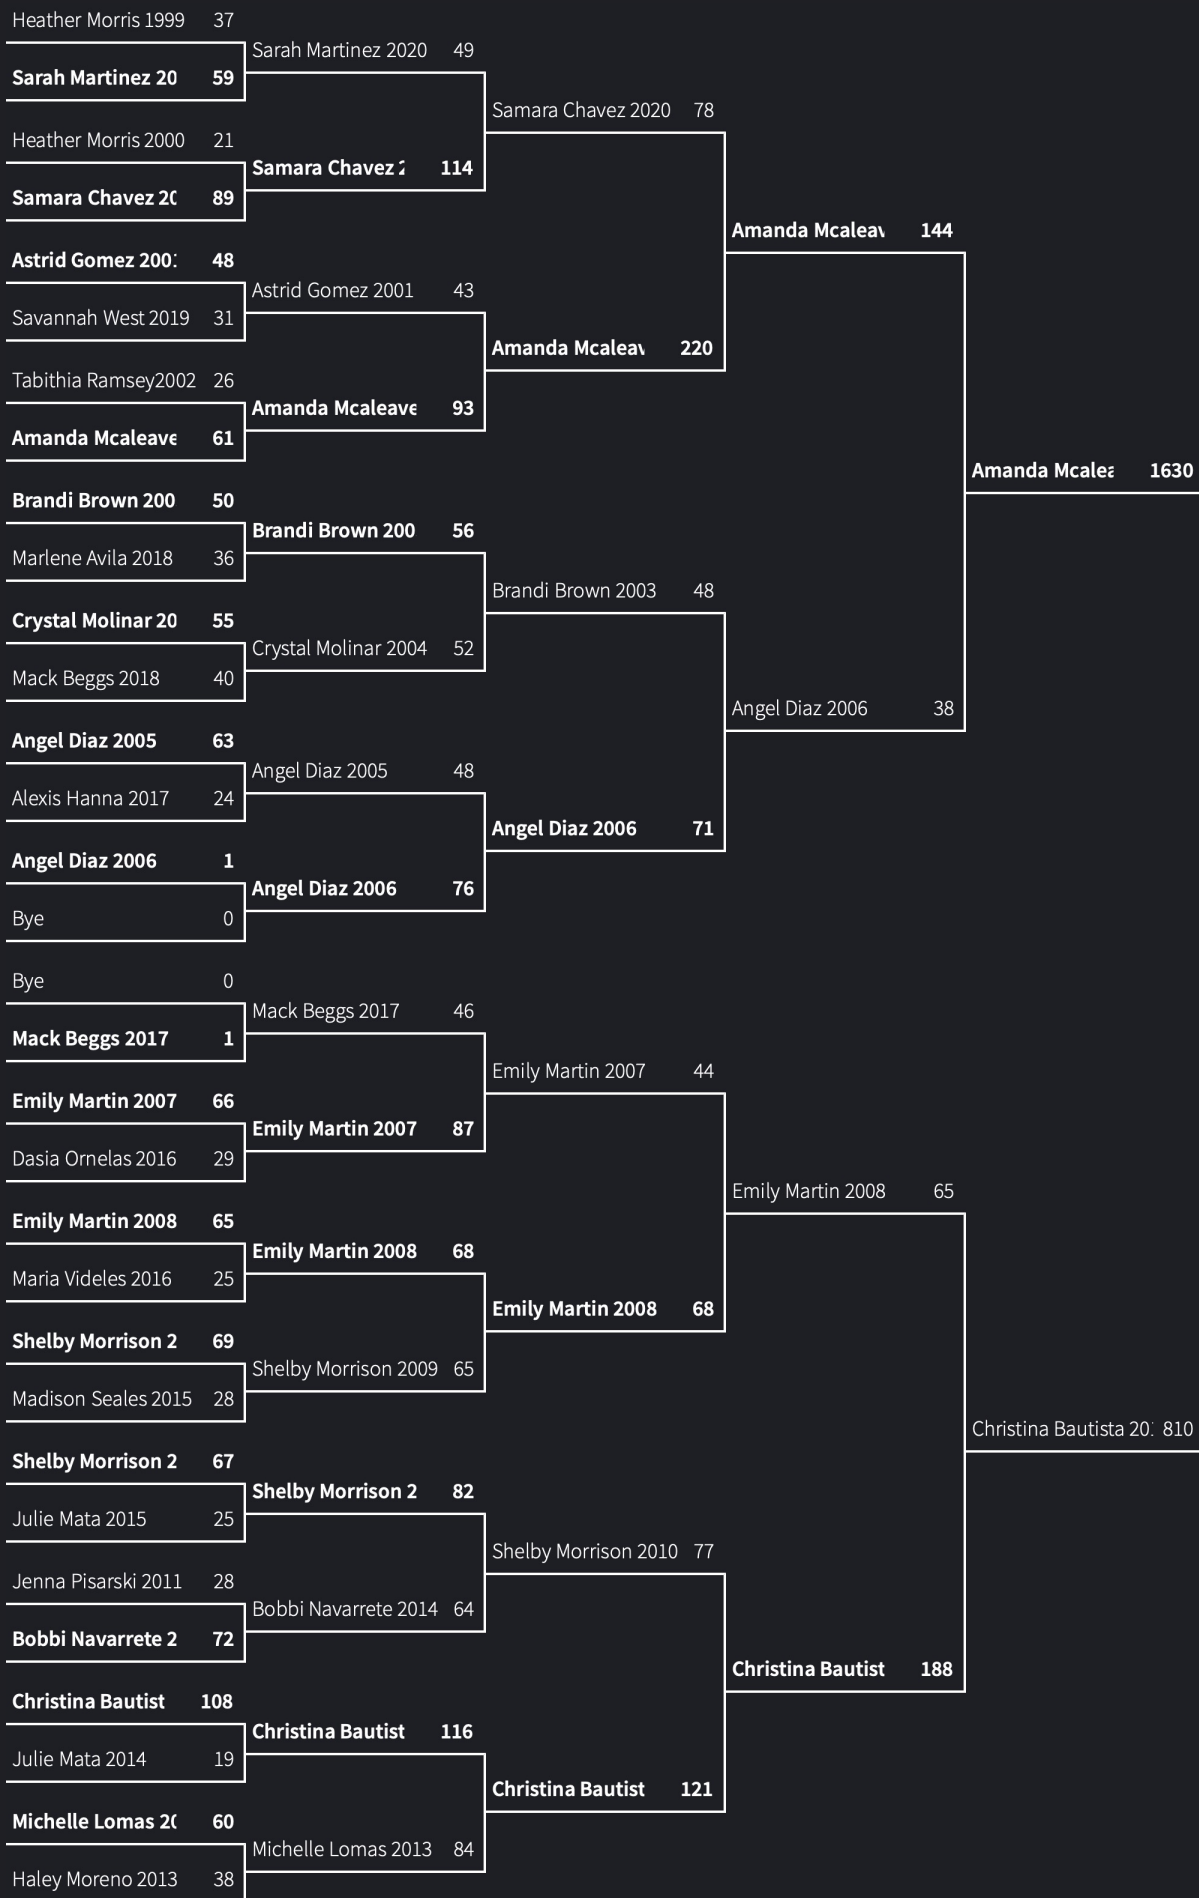 Heather Morris 1999 37
Sarah Martinez 20 59
Heather Morris 2000 21
Samara Chavez 20 89
Astrid Gomez 2001 48
Savannah West 2019 31
Tabithia Ramsey2002 26
Amanda Mcaleave 61
Brandi Brown 200 50
Marlene Avila 2018 36
Crystal Molinar 20 55
Mack Beggs 2018 40
Angel Diaz 2005 63
Alexis Hanna 2017 24
Angel Diaz 2006 1
Bye 0
Bye 0
Mack Beggs 2017 1
Emily Martin 2007 66
Dasia Ornelas 2016 29
Emily Martin 2008 65
Maria Videles 2016 25
Shelby Morrison 2 69
Madison Seales 2015 28
Shelby Morrison 2 67
Julie Mata 2015 25
Jenna Pisarski 2011 28
Bobbi Navarrete 2 72
Christina Bautist 108
Julie Mata 2014 19
Michelle Lomas 20 60
Haley Moreno 2013 38
Sarah Martinez 2020 49
Samara Chavez 2 114
Astrid Gomez 2001 43
Amanda Mcaleave 93
Brandi Brown 200 56
Crystal Molinar 2004 52
Angel Diaz 2005 48
Angel Diaz 2006 76
Mack Beggs 2017 46
Emily Martin 2007 87
Emily Martin 2008 68
Shelby Morrison 2009 65
Shelby Morrison 2 82
Bobbi Navarrete 2014 64
Christina Bautist 116
Michelle Lomas 2013 84
Samara Chavez 2020 78
Amanda Mcaleav 220
Brandi Brown 2003 48
Angel Diaz 2006 71
Emily Martin 2007 44
Emily Martin 2008 68
Shelby Morrison 2010 77
Christina Bautist 121
Amanda Mcaleav 144
Angel Diaz 2006 38
Emily Martin 2008 65
Christina Bautist 188
Amanda Mcalea 1630
Christina Bautista 201 810